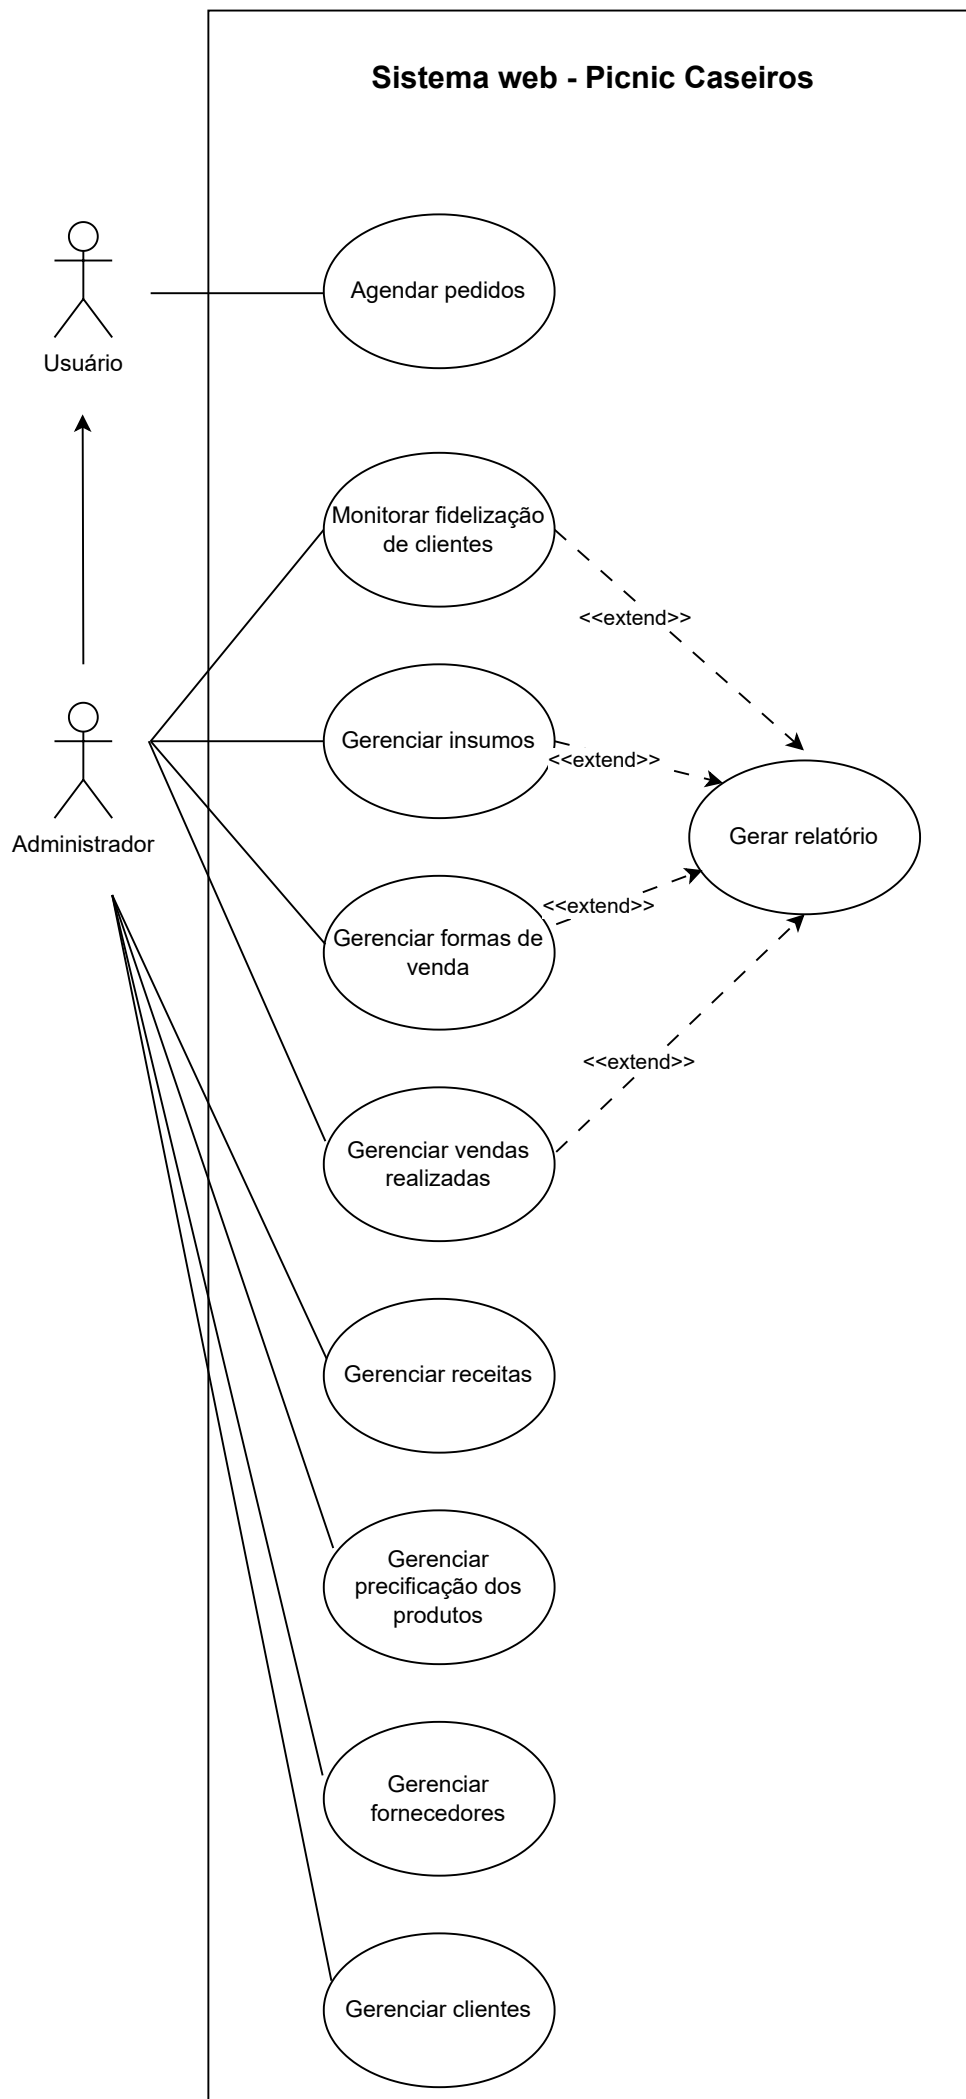 Sistema web - Picnic Caseiros
Agendar pedidos
Usuário
Monitorar fidelização
de clientes
<<extend>>
Gerenciar insumos
<<extend>>
Administrador
Gerar relatório
<<extend>>
Gerenciar formas de
venda
<<extend>>
Gerenciar vendas
realizadas
Gerenciar receitas
Gerenciar
precificação dos
produtos
Gerenciar
fornecedores
Gerenciar clientes